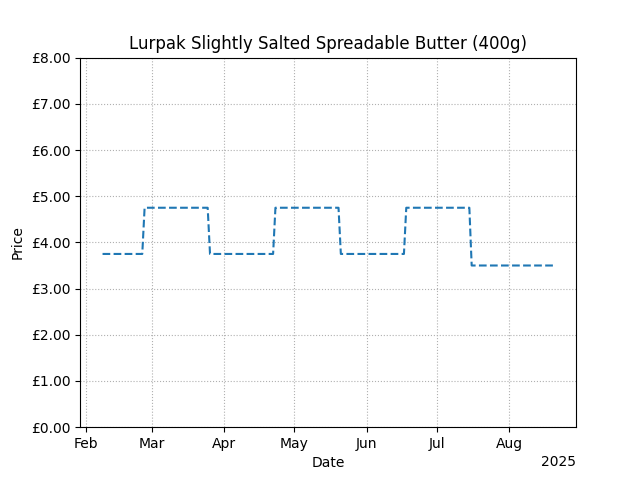 Lurpak Slightly Salted Spreadable Butter (400g)
£8.00
£7.00
£6.00
£5.00
£4.00
£3.00
£2.00
£1.00
£0.00
Price
Feb Mar Apr May Jun Jul Aug
Date
2025